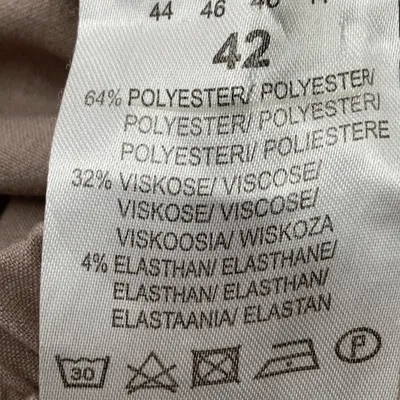 44 46
42
64% POLYESTER/ POLYESTER/
POLYESTER/ POLYESTER/
POLYESTERI/ POLIESTERE
32% VISKOSE/ VISCOSE/
VISKOSE/ VISCOSE/
VISKOOSIA/ WISKOZA
4% ELASTHAN/ ELASTHANE/
ELASTHAN/ ELASTHAN/
ELASTAANIA/ ELASTAN
30 P